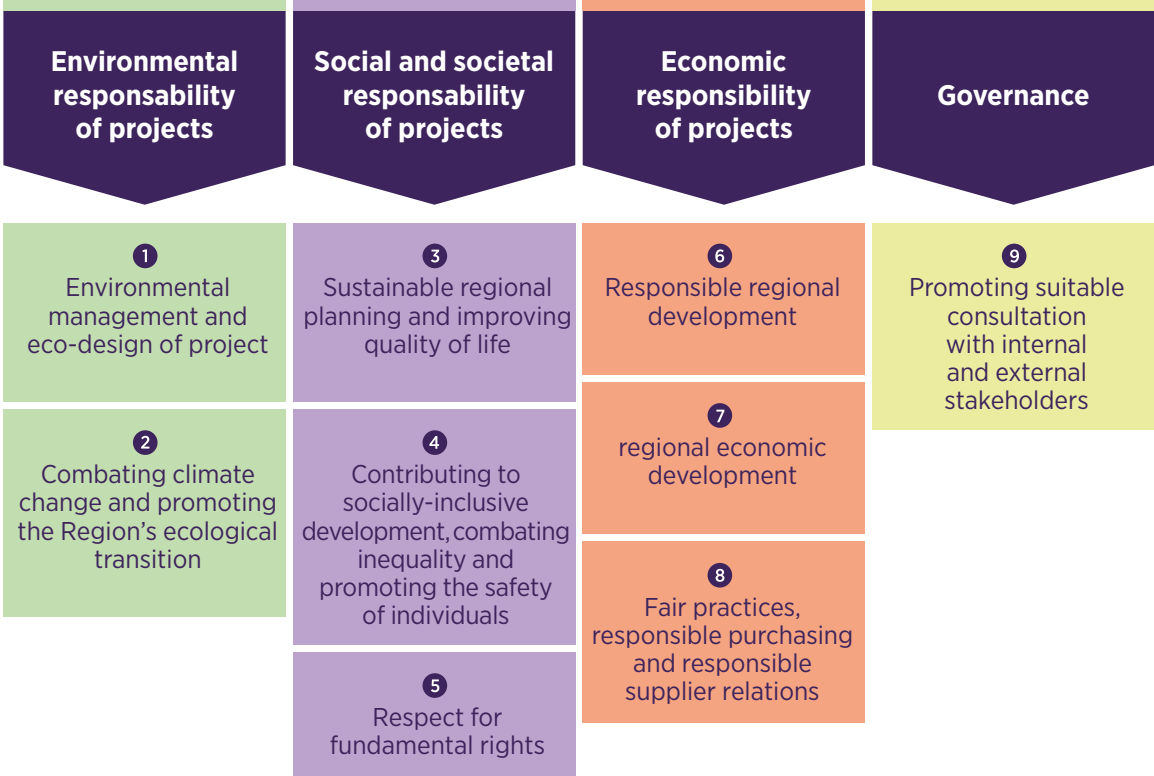 Environmental
responsability
of projects
Social and societal
responsability
of projects
Economic
responsibility
of projects
Governance
1
Environmental
management and
eco-design of project
2
Combating climate
change and promoting
the Region’s ecological
transition
3
Sustainable regional
planning and improving
quality of life
4
Contributing to
socially-inclusive
development, combating
inequality and
promoting the safety
of individuals
5
Respect for
fundamental rights
6
Responsible regional
development
7
regional economic
development
8
Fair practices,
responsible purchasing
and responsible
supplier relations
9
Promoting suitable
consultation
with internal
and external
stakeholders